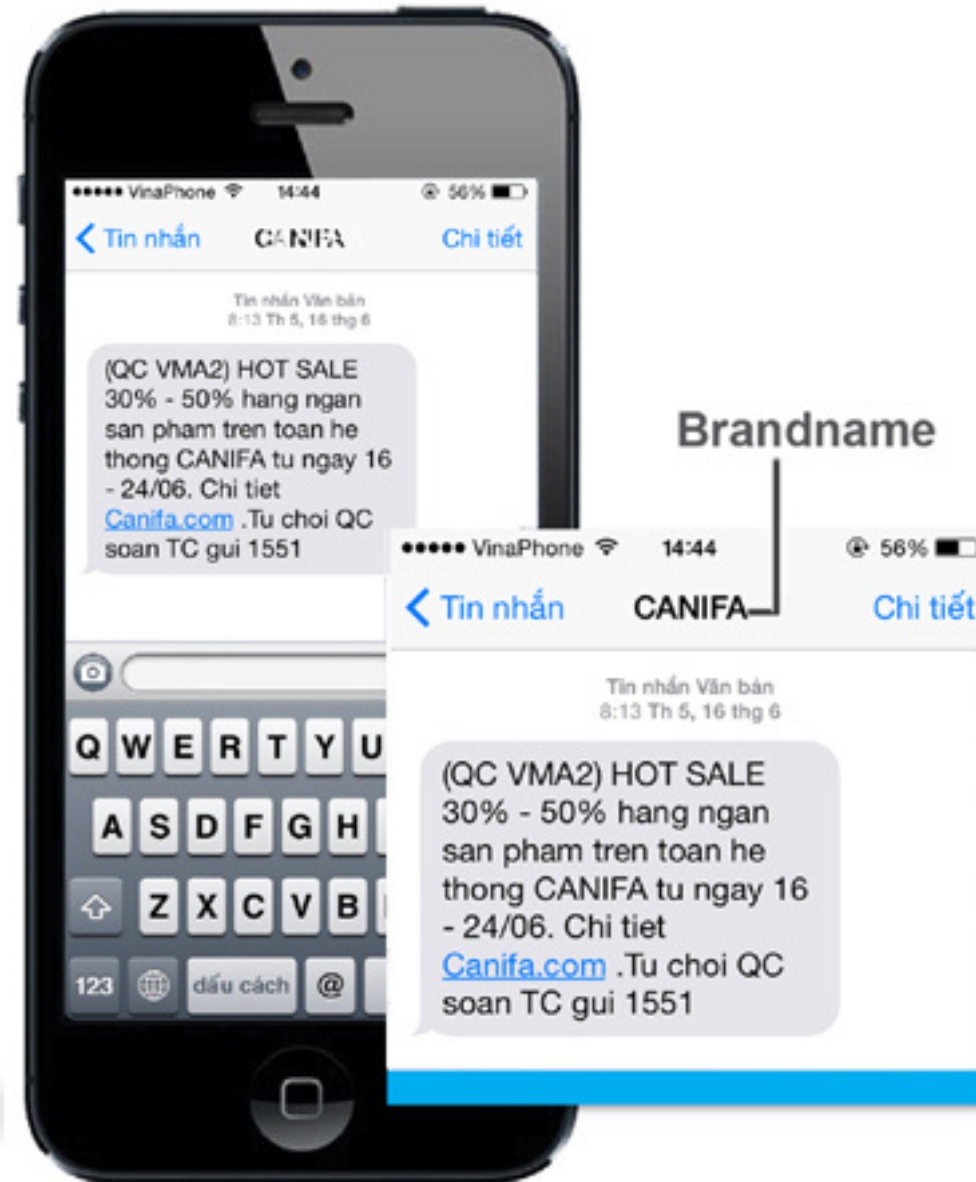 VinaPhone 14:44 56%
Tin nhắn CANIFA Chi tiết
Tin nhắn Văn bản
8:13 Th 5, 16 thg 6
(QC VMA2) HOT SALE
30% - 50% hang ngan
san pham tren toan he
thong CANIFA tu ngay 16
- 24/06. Chi tiet
Canifa.com .Tu choi QC
soan TC gui 1551
Q W E R T Y U
A S D F G H
Z X C V B
123 dấu cách @
Brandname
VinaPhone 14:44 56%
Tin nhắn CANIFA Chi tiết
Tin nhắn Văn bản
8:13 Th 5, 16 thg 6
(QC VMA2) HOT SALE
30% - 50% hang ngan
san pham tren toan he
thong CANIFA tu ngay 16
- 24/06. Chi tiet
Canifa.com .Tu choi QC
soan TC gui 1551